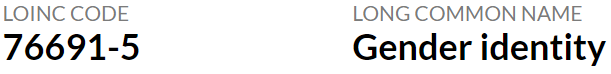 LOINC CODE
76691-5
LONG COMMON NAME
Gender identity